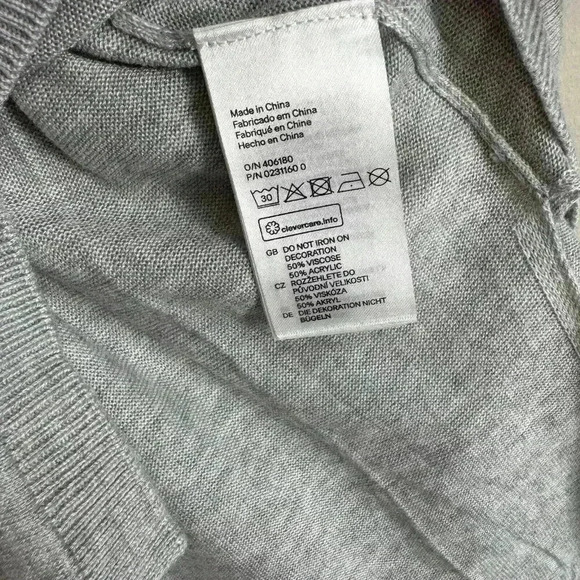 Made in China
Fabricado em China
Fabriqué en Chine
Hecho en China
O/N 406180
P/N 0231160 0
30
clevercare.info
GB DO NOT IRON ON
DECORATION
50% VISCOSE
50% ACRYLIC
CZ ROZŽEHLETE DO
PŮVODNÍ VELIKOSTI
50% VISKÓZA
50% AKRYL
DE DIE DEKORATION NICHT
BÜGELN